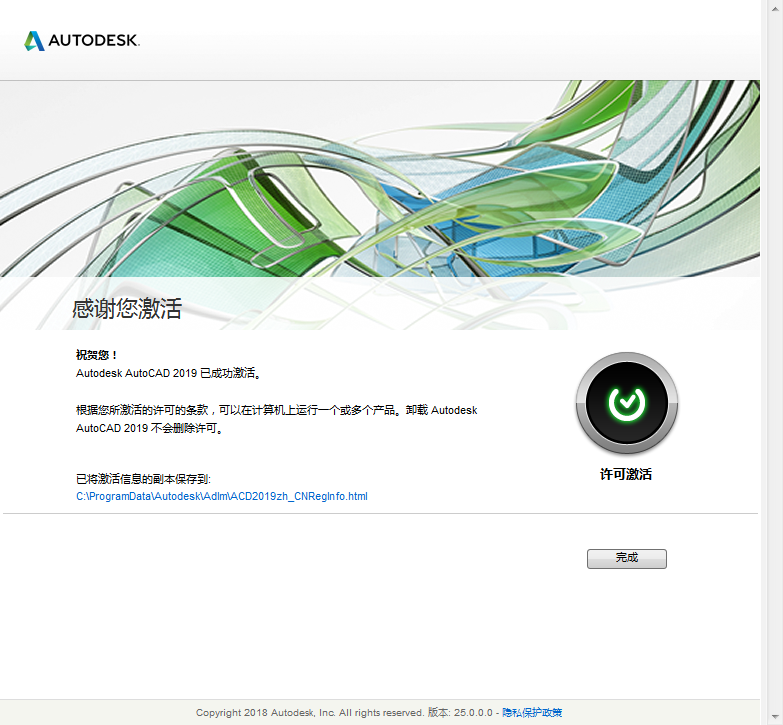 AUTODESK.
感谢您激活
祝贺您！
Autodesk AutoCAD 2019 已成功激活。
根据您所激活的许可的条款，可以在计算机上运行一个或多个产品。卸载 Autodesk
AutoCAD 2019 不会删除许可。
许可激活
已将激活信息的副本保存到:
C:\ProgramData\Autodesk\Adlm\ACD2019zh_CNRegInfo.html
完成
Copyright 2018 Autodesk, Inc. All rights reserved. 版本: 25.0.0.0 - 隐私保护政策